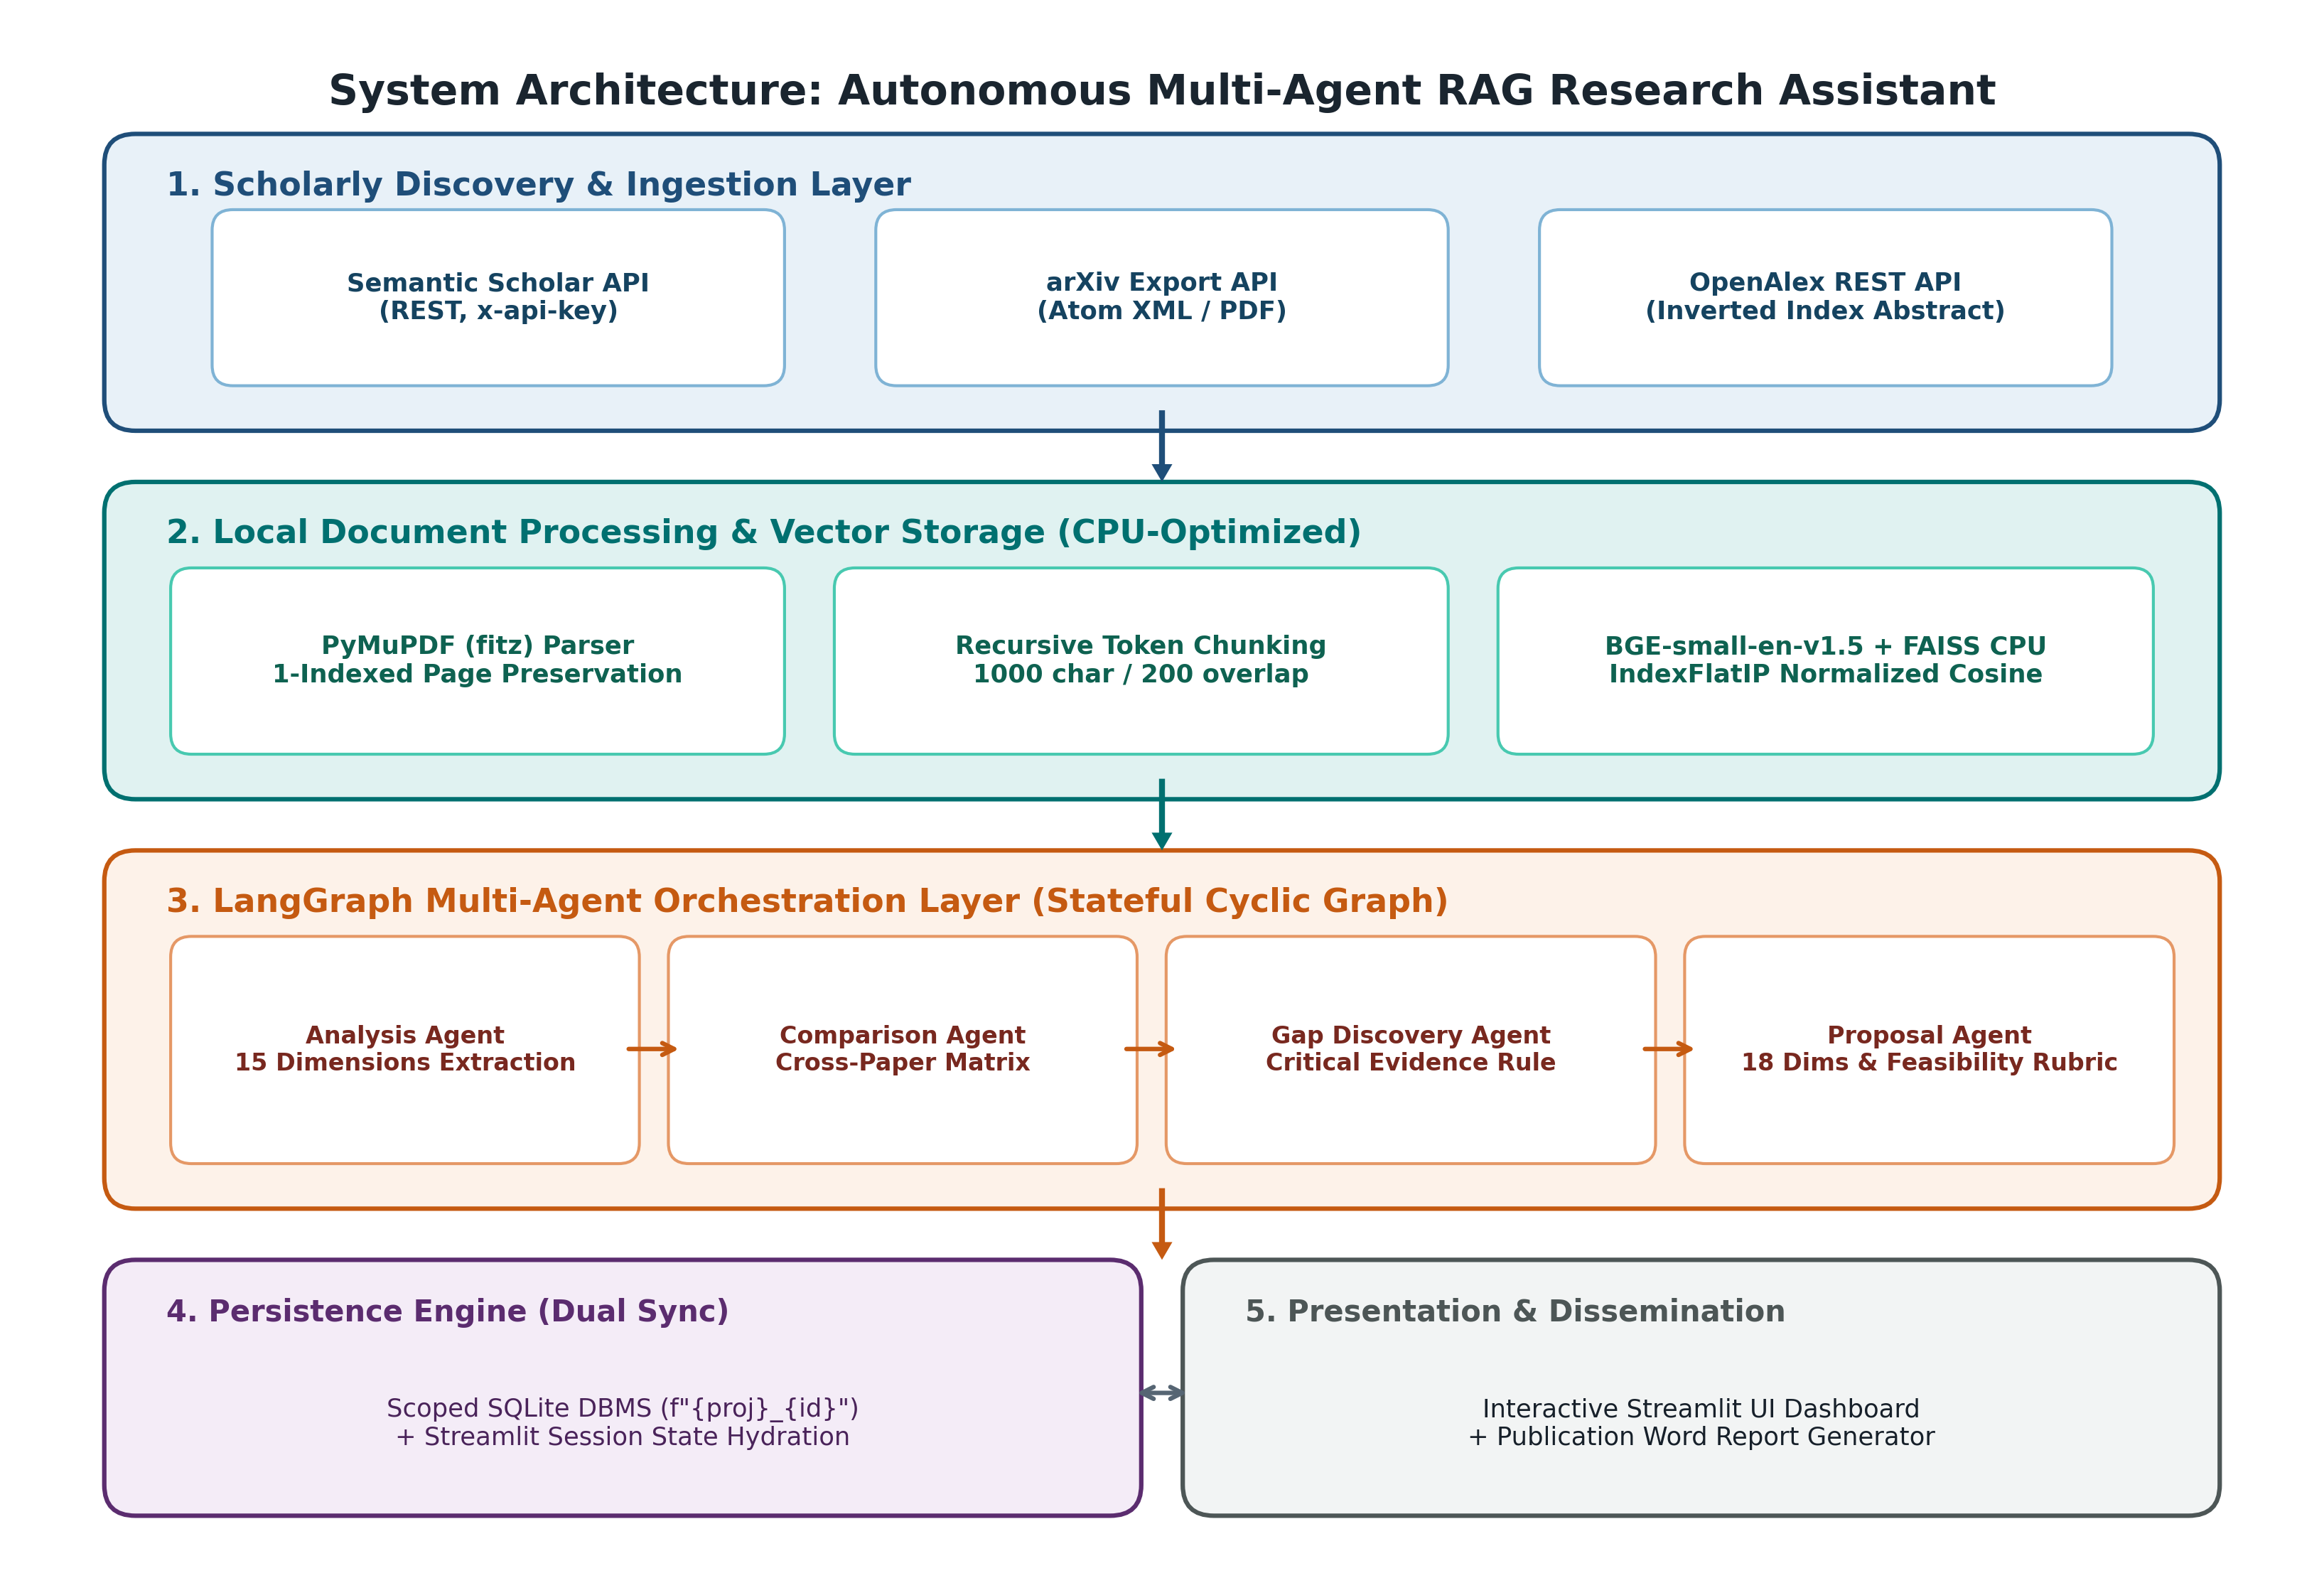 System Architecture: Autonomous Multi-Agent RAG Research Assistant
1. Scholarly Discovery & Ingestion Layer
Semantic Scholar API
(REST, x-api-key)
arXiv Export API
(Atom XML / PDF)
OpenAlex REST API
(Inverted Index Abstract)
2. Local Document Processing & Vector Storage (CPU-Optimized)
PyMuPDF (fitz) Parser
1-Indexed Page Preservation
Recursive Token Chunking
1000 char / 200 overlap
BGE-small-en-v1.5 + FAISS CPU
IndexFlatIP Normalized Cosine
3. LangGraph Multi-Agent Orchestration Layer (Stateful Cyclic Graph)
Analysis Agent
15 Dimensions Extraction
Comparison Agent
Cross-Paper Matrix
Gap Discovery Agent
Critical Evidence Rule
Proposal Agent
18 Dims & Feasibility Rubric
4. Persistence Engine (Dual Sync)
Scoped SQLite DBMS (f"{proj}_{id}")
+ Streamlit Session State Hydration
5. Presentation & Dissemination
Interactive Streamlit UI Dashboard
+ Publication Word Report Generator